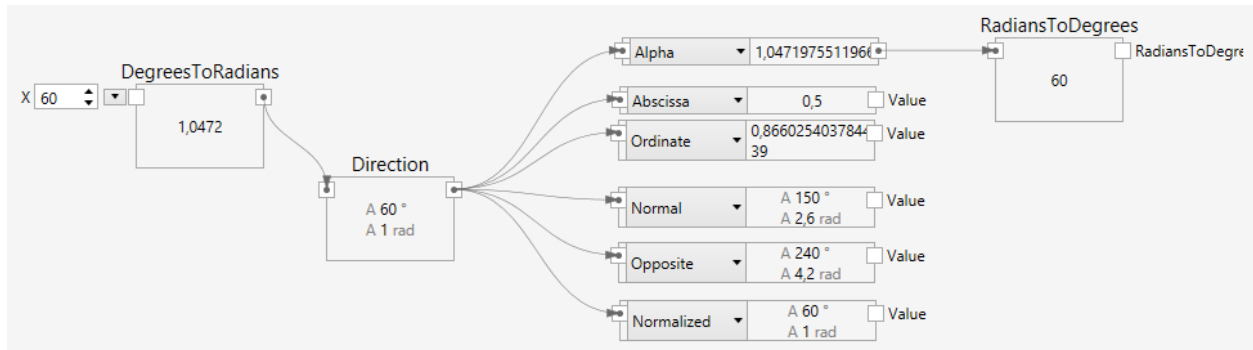 RadiansToDegrees
Alpha 1,0471975511966
RadiansToDegre
60
DegreesToRadians
X 60
1,0472
Abscissa 0,5 Value
Ordinate 0,8660254037844
39 Value
Direction
A 60 °
A 1 rad
Normal A 150 ° Value
A 2,6 rad
Opposite A 240 ° Value
A 4,2 rad
Normalized A 60 ° Value
A 1 rad